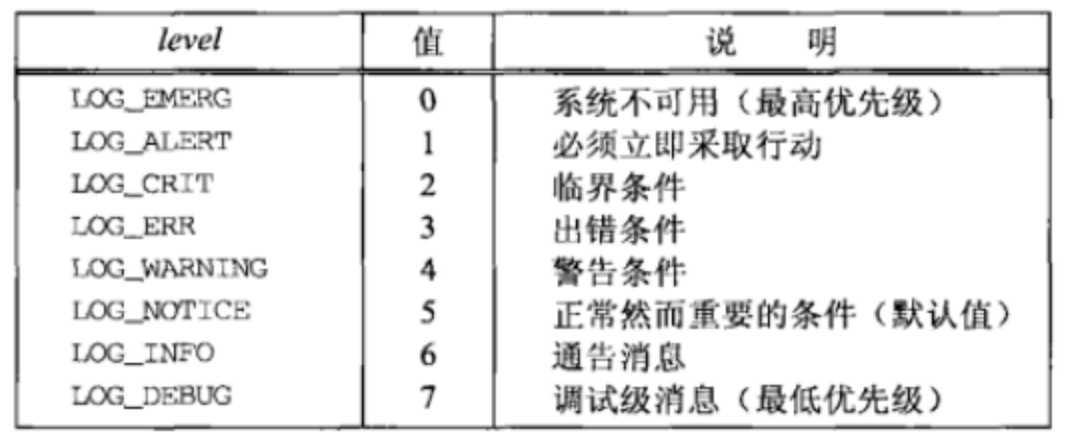 level 值 说 明
LOG_EMERG 0 系统不可用（最高优先级）
LOG_ALERT 1 必须立即采取行动
LOG_CRIT 2 临界条件
LOG_ERR 3 出错条件
LOG_WARNING 4 警告条件
LOG_NOTICE 5 正常然而重要的条件（默认值）
LOG_INFO 6 通告消息
LOG_DEBUG 7 调试级消息（最低优先级）